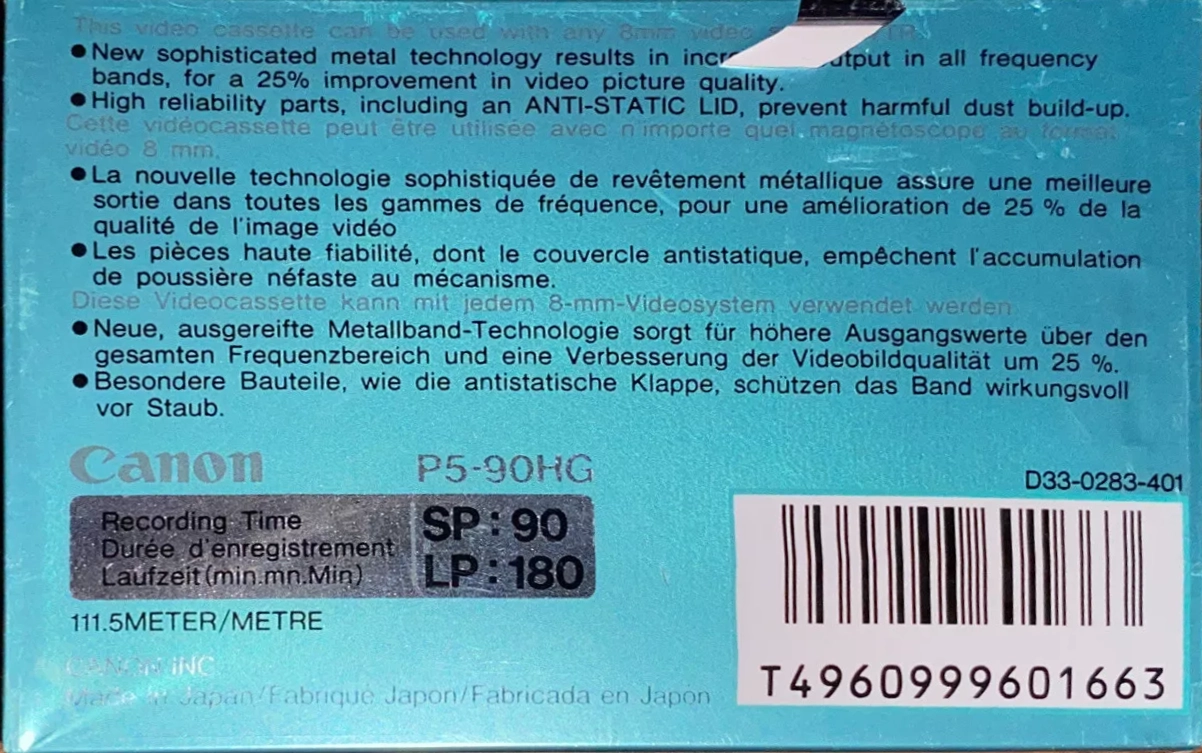 This video cassette can be used with any 8mm video
● New sophisticated metal technology results in in all frequency
bands, for a 25% improvement in video picture quality.
● High reliability parts, including an ANTI-STATIC LID, prevent harmful dust build-up.
Cette vidéocassette peut être utilisée avec n'importe quel magnétoscope au format
vidéo 8 mm.
● La nouvelle technologie sophistiquée de revêtement métallique assure une meilleure
sortie dans toutes les gammes de fréquence, pour une amélioration de 25 % de la
qualité de l'image vidéo
● Les pièces haute fiabilité, dont le couvercle antistatique, empêchent l'accumulation
de poussière néfaste au mécanisme.
Diese Videocassette kann mit jedem 8-mm-Videosystem verwendet werden
● Neue, ausgereifte Metallband-Technologie sorgt für höhere Ausgangswerte über den
gesamten Frequenzbereich und eine Verbesserung der Videobildqualität um 25 %.
● Besondere Bauteile, wie die antistatische Klappe, schützen das Band wirkungsvoll
vor Staub.
Canon P5-90HG
D33-0283-401
Recording Time SP : 90
Durée d'enregistrement
Laufzeit (min.mn.Min) LP : 180
111.5METER/METRE
CANON INC
Made in Japan/Fabriqué Japon/Fabricada en Japón
T4960999601663